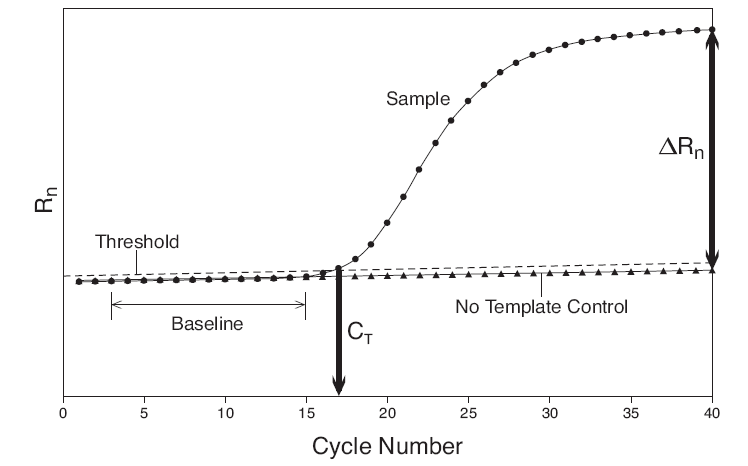 Sample
ΔRn
Rn
Threshold
No Template Control
Baseline
CT
0 5 10 15 20 25 30 35 40
Cycle Number